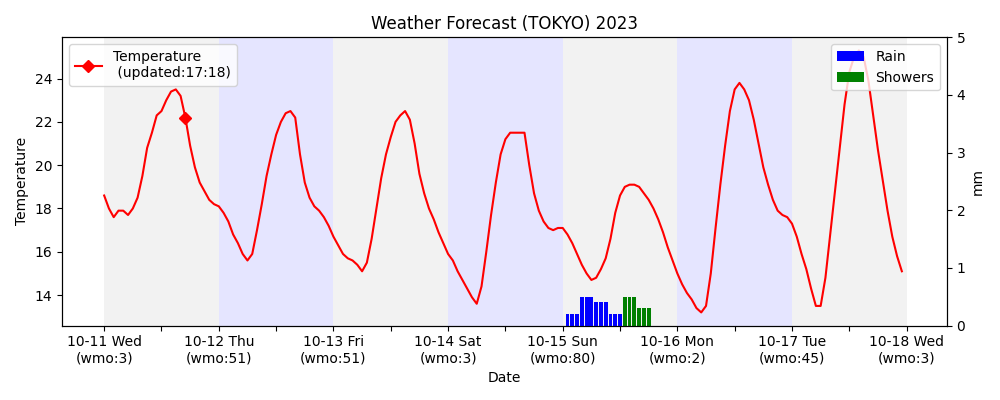 Weather Forecast (TOKYO) 2023
Temperature
(updated:17:18)
Rain
Showers
24
22
20
18
16
14
Temperature
5
4
3
2
1
0
mm
10-11 Wed
(wmo:3)
10-12 Thu
(wmo:51)
10-13 Fri
(wmo:51)
10-14 Sat
(wmo:3)
10-15 Sun
(wmo:80)
10-16 Mon
(wmo:2)
10-17 Tue
(wmo:45)
10-18 Wed
(wmo:3)
Date